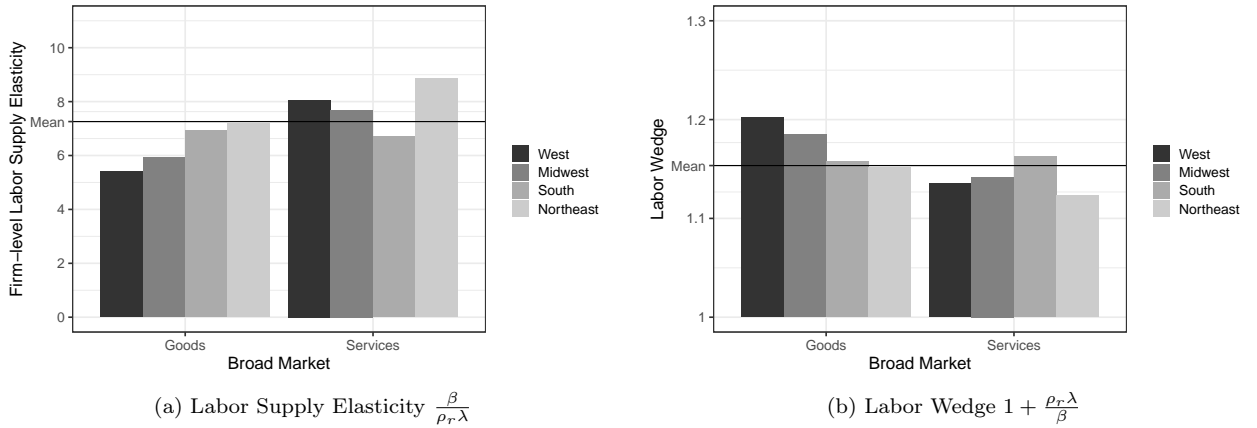 Firm−level Labor Supply Elasticity
10
8
Mean
6
4
2
0
Goods
Services
Broad Market
West
Midwest
South
Northeast
(a) Labor Supply Elasticity β/ρ_rλ
Labor Wedge
1.3
1.2
Mean
1.1
1
Goods
Services
Broad Market
West
Midwest
South
Northeast
(b) Labor Wedge 1 + ρ_rλ/β